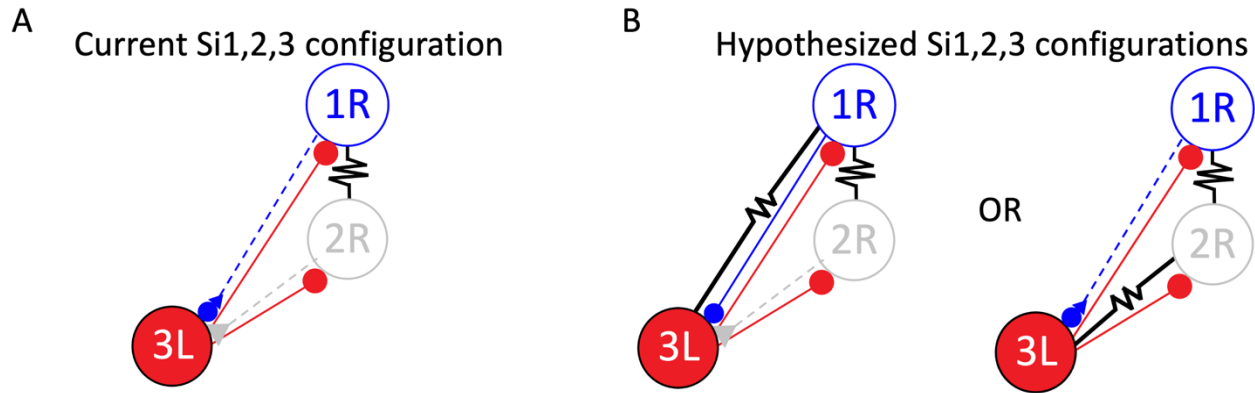 A
Current Si1,2,3 configuration
1R
2R
3L
B
Hypothesized Si1,2,3 configurations
1R
2R
3L
OR
1R
2R
3L